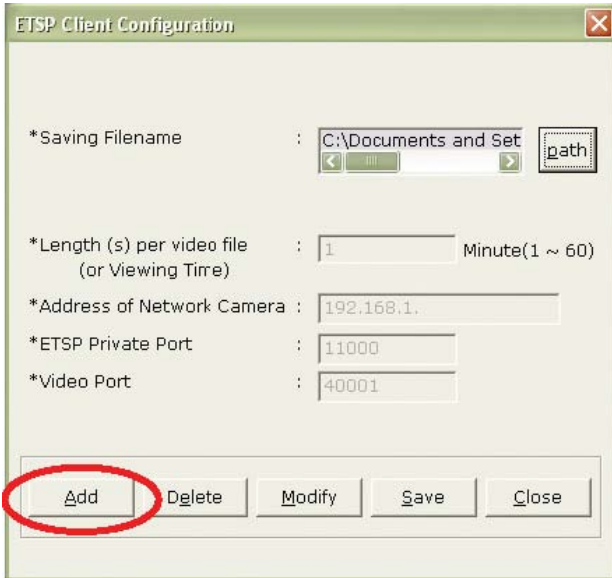 ETSP Client Configuration
*Saving Filename : C:\Documents and Set path
*Length (s) per video file : 1 Minute(1 ~ 60)
(or Viewing Time)
*Address of Network Camera : 192.168.1.
*ETSP Private Port : 11000
*Video Port : 40001
Add Delete Modify Save Close